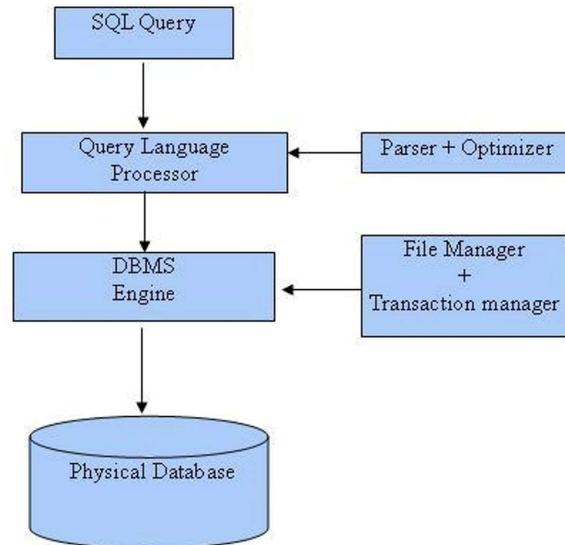 SQL Query
Query Language
Processor
Parser + Optimizer
DBMS
Engine
File Manager
+
Transaction manager
Physical Database